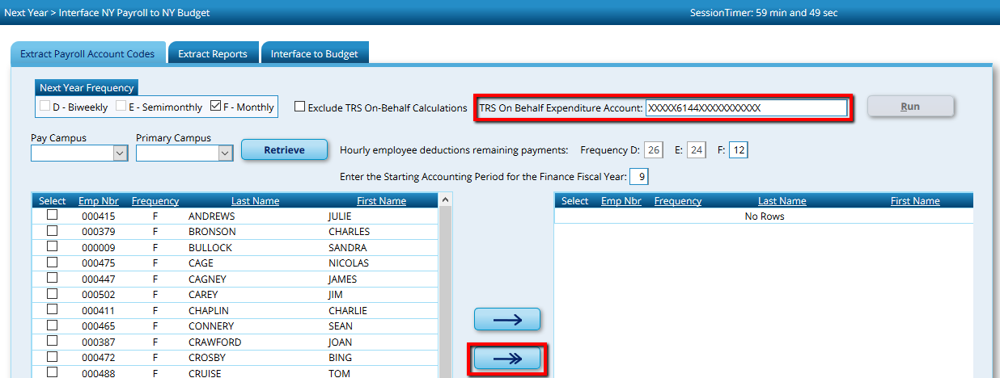 Next Year > Interface NY Payroll to NY Budget SessionTimer: 59 min and 49 sec
Extract Payroll Account Codes Extract Reports Interface to Budget
Next Year Frequency
D - Biweekly E - Semimonthly F - Monthly Exclude TRS On-Behalf Calculations TRS On Behalf Expenditure Account: XXXXX6144XXXXXXXXXXX Run
Pay Campus Primary Campus
Retrieve Hourly employee deductions remaining payments: Frequency D: 26 E: 24 F: 12
Enter the Starting Accounting Period for the Finance Fiscal Year: 9
Select Emp Nbr Frequency Last Name First Name Select Emp Nbr Frequency Last Name First Name
000415 F ANDREWS JULIE No Rows
000379 F BRONSON CHARLES
000009 F BULLOCK SANDRA
000475 F CAGE NICOLAS
000447 F CAGNEY JAMES
000502 F CAREY JIM
000411 F CHAPLIN CHARLIE
000465 F CONNERY SEAN
000387 F CRAWFORD JOAN
000472 F CROSBY BING
000488 F CRUISE TOM